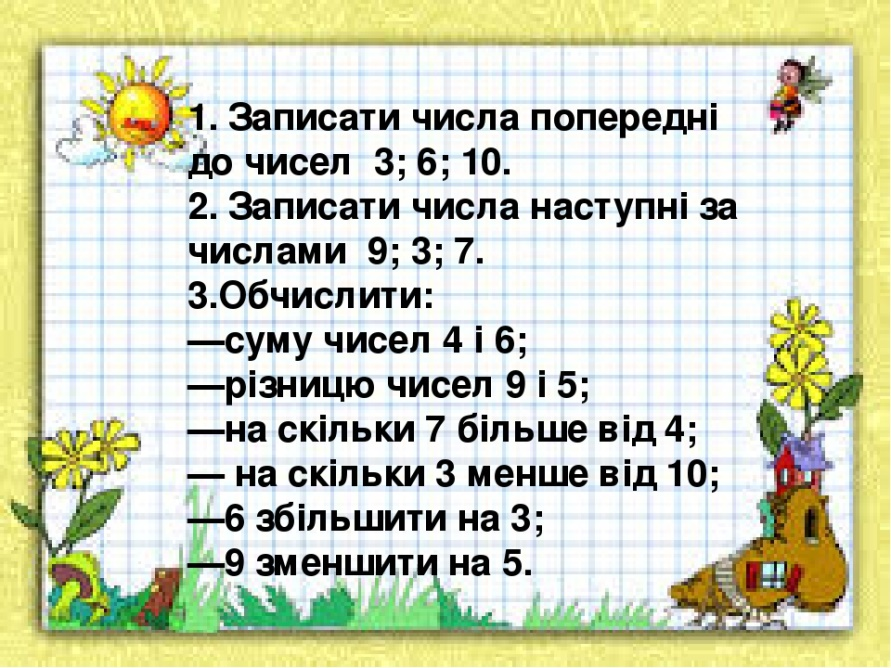 1. Записати числа попередні
до чисел 3; 6; 10.
2. Записати числа наступні за
числами 9; 3; 7.
3.Обчислити:
—суму чисел 4 і 6;
—різницю чисел 9 і 5;
—на скільки 7 більше від 4;
— на скільки 3 менше від 10;
—6 збільшити на 3;
—9 зменшити на 5.